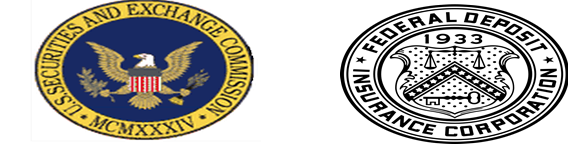 U.S. SECURITIES AND EXCHANGE COMMISSION
MCMXXXIV
FEDERAL DEPOSIT
1933
INSURANCE CORPORATION